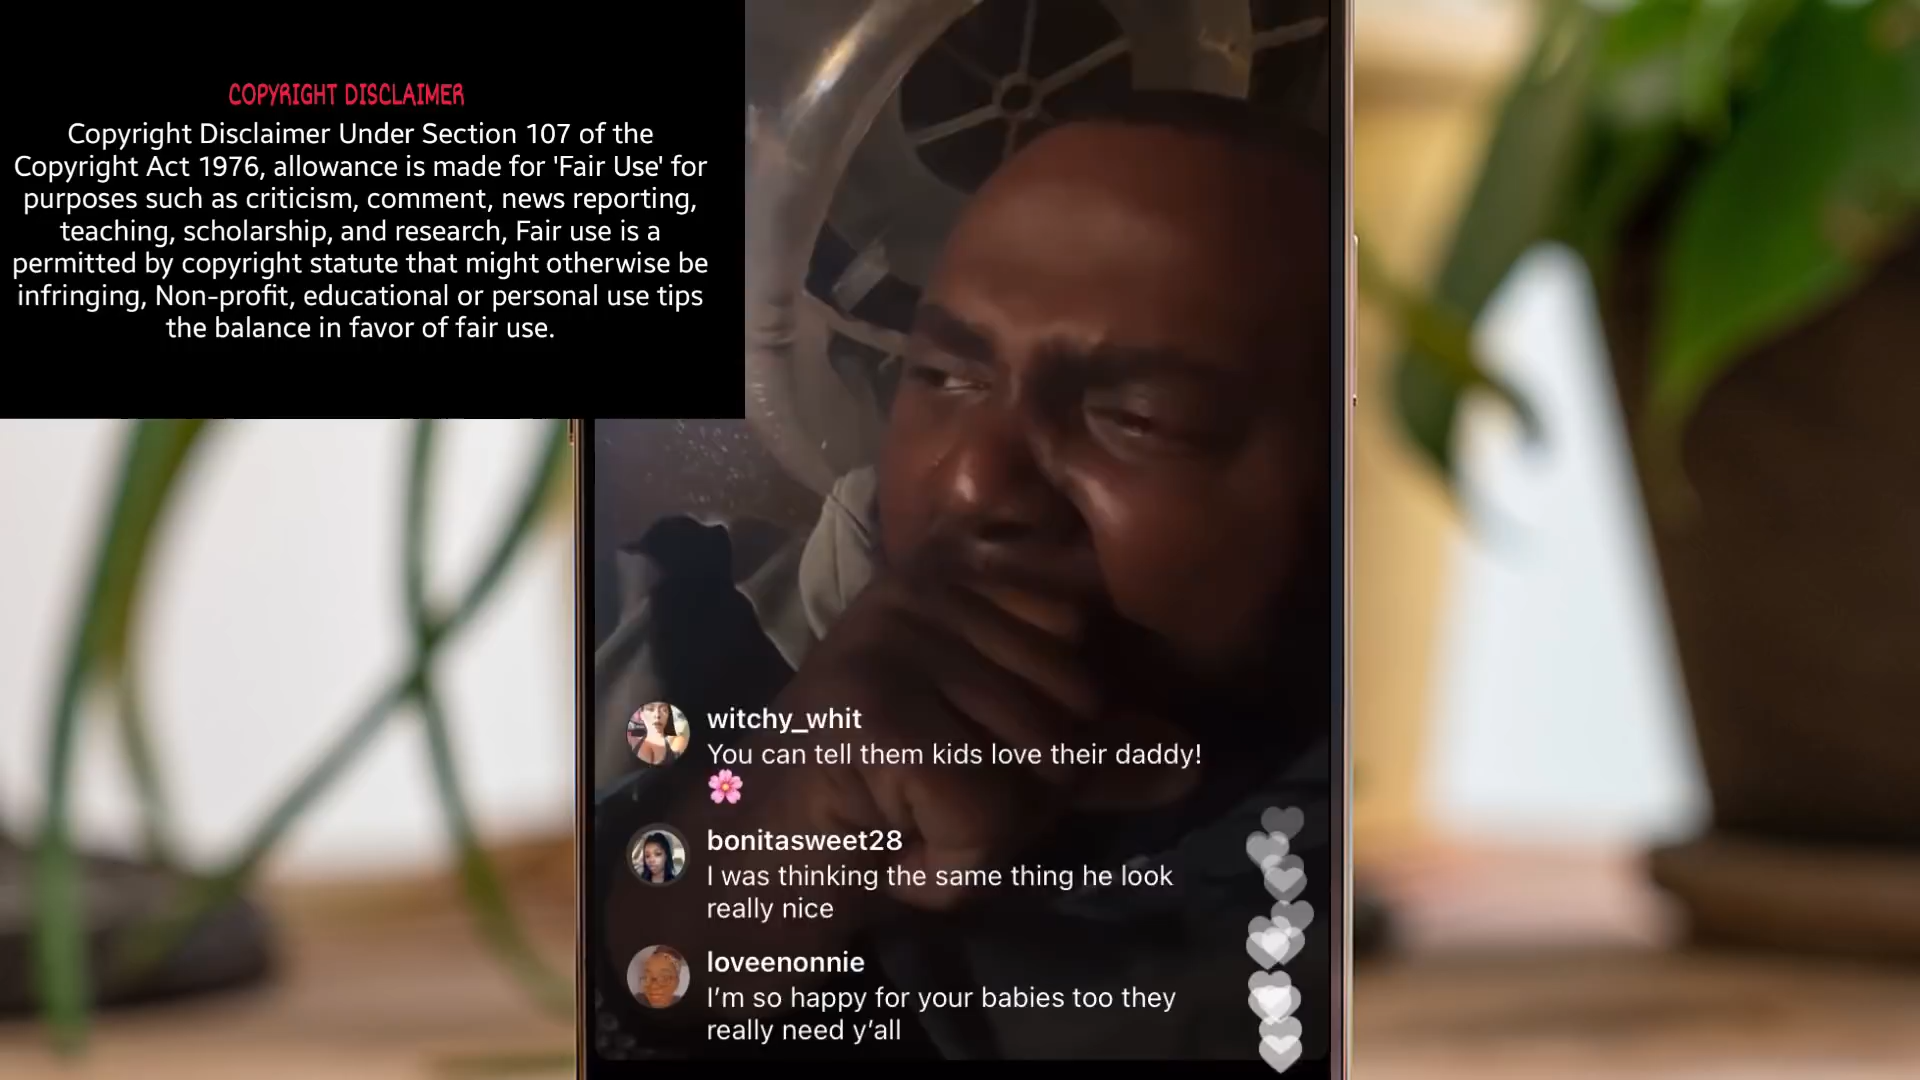 COPYRIGHT DISCLAIMER
Copyright Disclaimer Under Section 107 of the
Copyright Act 1976, allowance is made for 'Fair Use' for
purposes such as criticism, comment, news reporting,
teaching, scholarship, and research, Fair use is a
permitted by copyright statute that might otherwise be
infringing, Non-profit, educational or personal use tips
the balance in favor of fair use.
witchy_whit
You can tell them kids love their daddy!
🌸
bonitasweet28
I was thinking the same thing he look
really nice
loveenonnie
I'm so happy for your babies too they
really need y'all